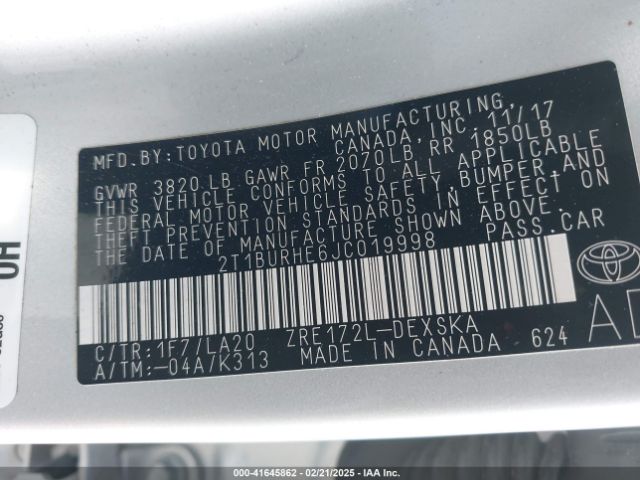 MFD. BY: TOYOTA MOTOR MANUFACTURING,
CANADA, INC. 11/17
GVWR 3820 LB GAWR FR 2070LB RR 1850LB
THIS VEHICLE CONFORMS TO ALL APPLICABLE
FEDERAL MOTOR VEHICLE SAFETY, BUMPER, AND
THEFT PREVENTION STANDARDS IN EFFECT ON
THE DATE OF MANUFACTURE SHOWN ABOVE.
2T1BURHE6JC019998 PASS.CAR
C/TR: 1F7/LA20 ZRE172L-DEXSKA
A/TM: -04A/K313 MADE IN CANADA 624
TOYOTA
00-41645862 - 02/21/2025 - IAA Inc.